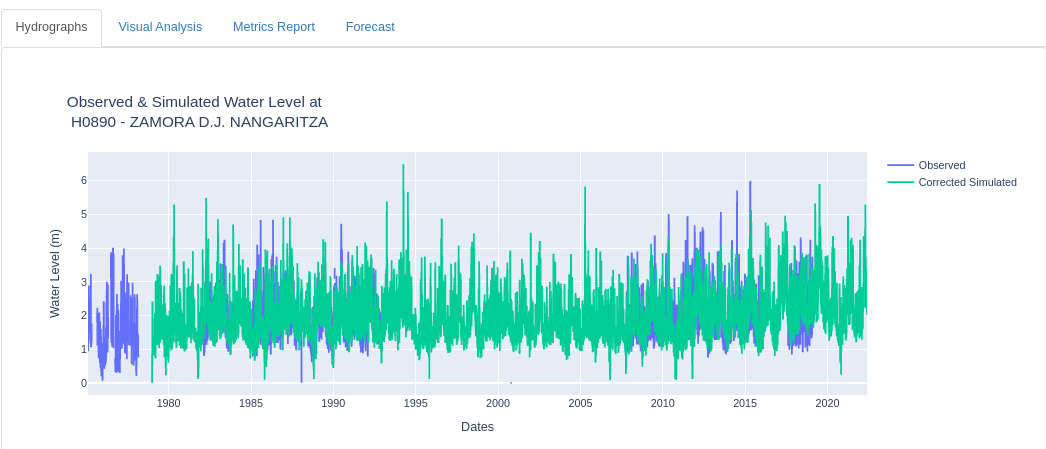 Hydrographs Visual Analysis Metrics Report Forecast
Observed & Simulated Water Level at
H0890 - ZAMORA D.J. NANGARITZA
Observed
Corrected Simulated
Water Level (m)
6
5
4
3
2
1
0
1980 1985 1990 1995 2000 2005 2010 2015 2020
Dates